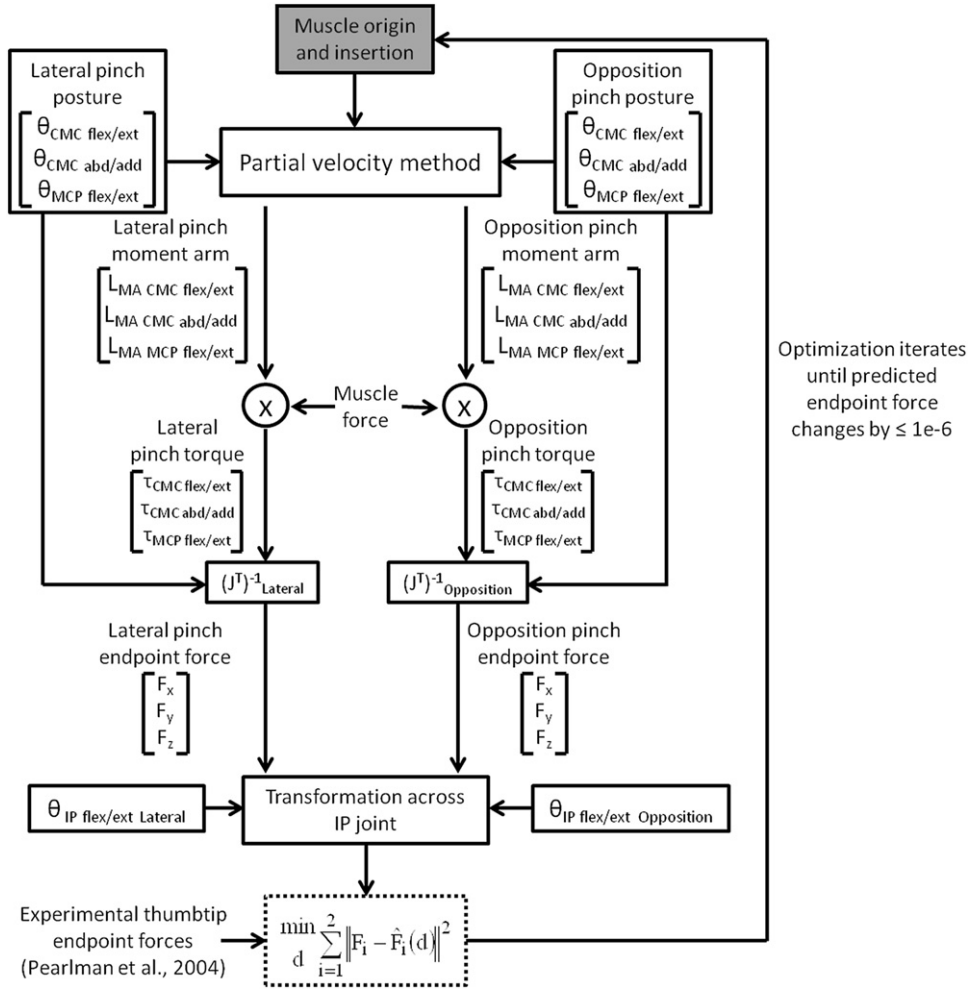 Muscle origin
and insertion
Lateral pinch
posture
θCMC flex/ext
θCMC abd/add
θMCP flex/ext
Partial velocity method
Opposition
pinch posture
θCMC flex/ext
θCMC abd/add
θMCP flex/ext
Lateral pinch
moment arm
LMA CMC flex/ext
LMA CMC abd/add
LMA MCP flex/ext
Opposition pinch
moment arm
LMA CMC flex/ext
LMA CMC abd/add
LMA MCP flex/ext
Optimization iterates
until predicted
endpoint force
changes by ≤ 1e-6
X
Muscle
force
X
Lateral
pinch torque
τCMC flex/ext
τCMC abd/add
τMCP flex/ext
Opposition
pinch torque
τCMC flex/ext
τCMC abd/add
τMCP flex/ext
(Jᵀ)⁻¹Lateral
(Jᵀ)⁻¹Opposition
Lateral pinch
endpoint force
Fx
Fy
Fz
Opposition pinch
endpoint force
Fx
Fy
Fz
θ IP flex/ext Lateral
Transformation across
IP joint
θ IP flex/ext Opposition
Experimental thumbtip
endpoint forces
(Pearlman et al., 2004)
min d ∑ i=1 2 ‖Fi − F̂i(d)‖²